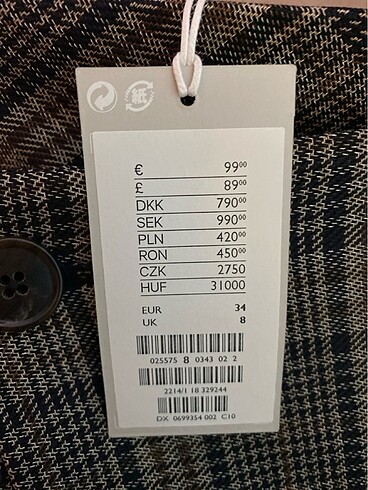 紙
€ 99⁰⁰
£ 89⁰⁰
DKK 790⁰⁰
SEK 990⁰⁰
PLN 420⁰⁰
RON 450⁰⁰
CZK 2750
HUF 31000
EUR 34
UK 8
025575 8 0343 02 2
2214/1 18 329244
DX 0699354 002 C10